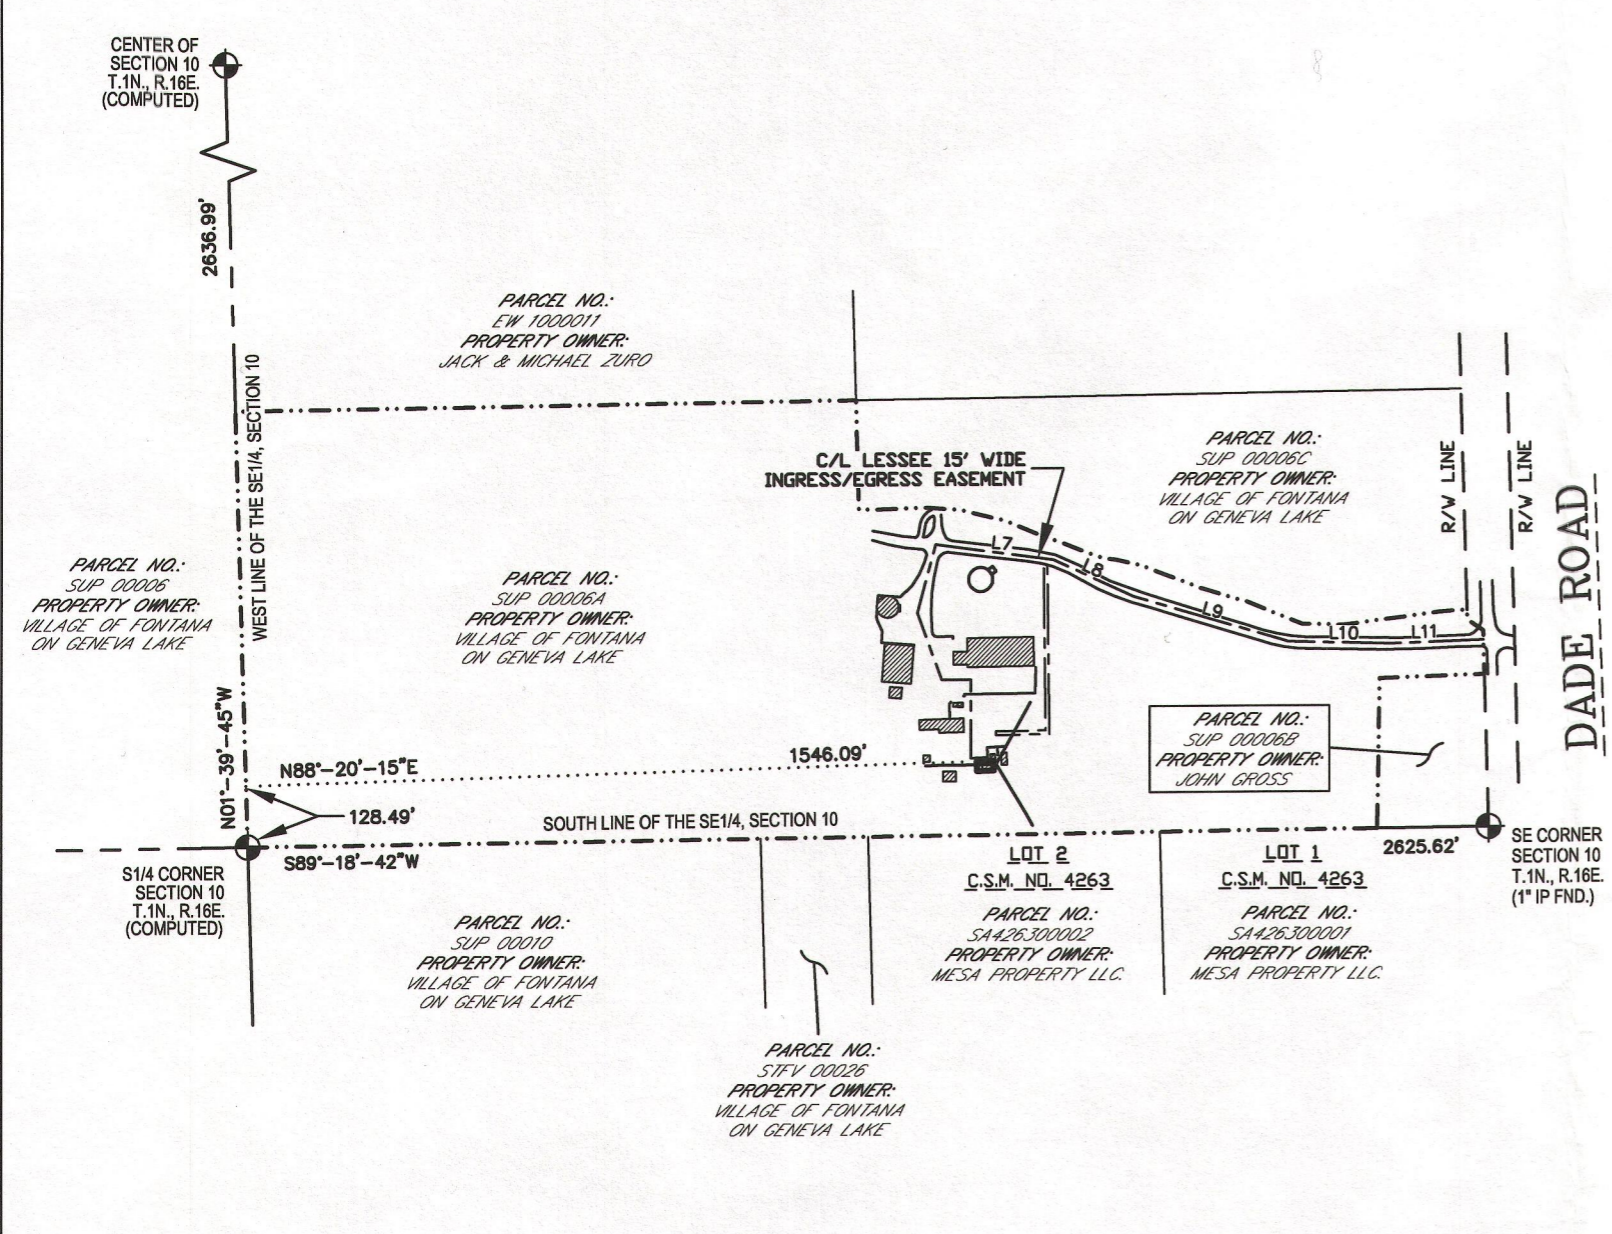 CENTER OF
SECTION 10
T.1N., R.16E.
(COMPUTED)
2636.99'
WEST LINE OF THE SE1/4, SECTION 10
N01°-39'-45"W
PARCEL NO.:
EW 1000011
PROPERTY OWNER:
JACK & MICHAEL ZURO
C/L LESSEE 15' WIDE
INGRESS/EGRESS EASEMENT
PARCEL NO.:
SUP 00006C
PROPERTY OWNER:
VILLAGE OF FONTANA
ON GENEVA LAKE
R/W LINE
R/W LINE
DADE ROAD
PARCEL NO.:
SUP 00006
PROPERTY OWNER:
VILLAGE OF FONTANA
ON GENEVA LAKE
PARCEL NO.:
SUP 00006A
PROPERTY OWNER:
VILLAGE OF FONTANA
ON GENEVA LAKE
L7
L8
L9
L10
L11
PARCEL NO.:
SUP 00006B
PROPERTY OWNER:
JOHN GROSS
N88°-20'-15"E
1546.09'
128.49'
SOUTH LINE OF THE SE1/4, SECTION 10
S89°-18'-42"W
2625.62'
S1/4 CORNER
SECTION 10
T.1N., R.16E.
(COMPUTED)
SE CORNER
SECTION 10
T.1N., R.16E.
(1" IP FND.)
LOT 2
C.S.M. NO. 4263
PARCEL NO.:
SA426300002
PROPERTY OWNER:
MESA PROPERTY LLC.
LOT 1
C.S.M. NO. 4263
PARCEL NO.:
SA426300001
PROPERTY OWNER:
MESA PROPERTY LLC.
PARCEL NO.:
SUP 00010
PROPERTY OWNER:
VILLAGE OF FONTANA
ON GENEVA LAKE
PARCEL NO.:
STFV 00026
PROPERTY OWNER:
VILLAGE OF FONTANA
ON GENEVA LAKE